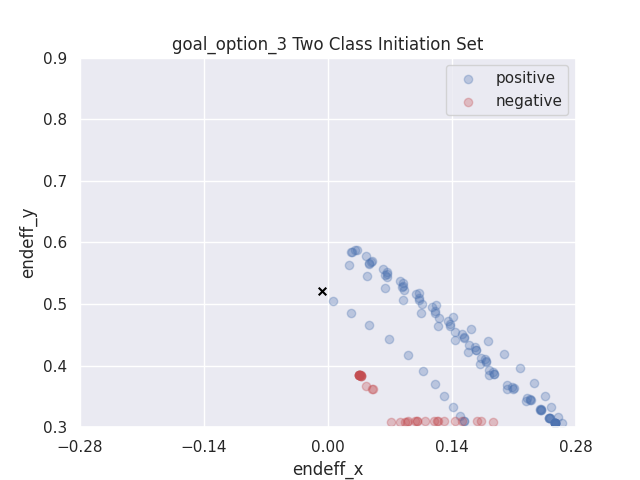 goal_option_3 Two Class Initiation Set
positive
negative
0.9
0.8
0.7
0.6
0.5
0.4
0.3
endeff_y
−0.28
−0.14
0.00
0.14
0.28
endeff_x